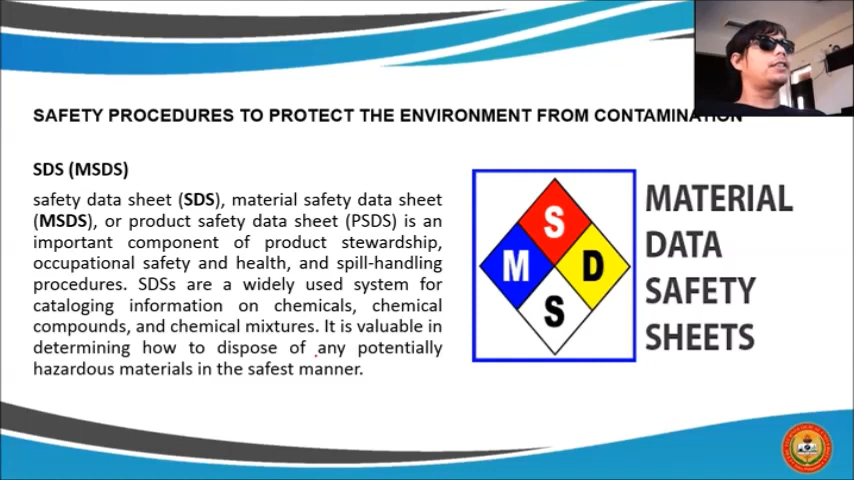 SAFETY PROCEDURES TO PROTECT THE ENVIRONMENT FROM CONTAMINATION
SDS (MSDS)
safety data sheet (SDS), material safety data sheet
(MSDS), or product safety data sheet (PSDS) is an
important component of product stewardship,
occupational safety and health, and spill-handling
procedures. SDSs are a widely used system for
cataloging information on chemicals, chemical
compounds, and chemical mixtures. It is valuable in
determining how to dispose of any potentially
hazardous materials in the safest manner.
S
M D
S
MATERIAL
DATA
SAFETY
SHEETS